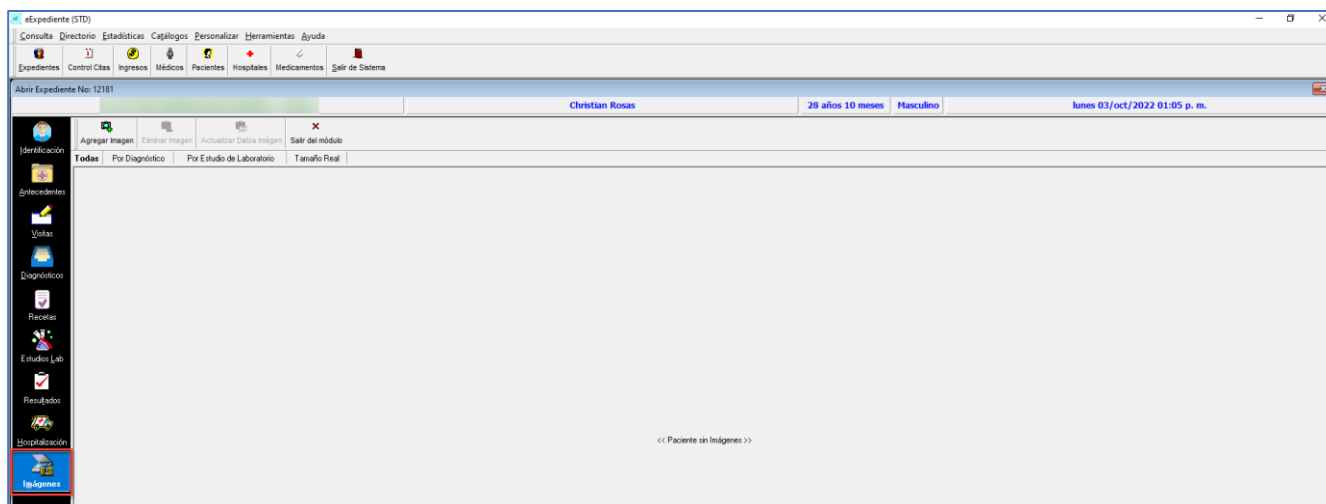 eExpediente (STD)
Consulta Directorio Estadísticas Catálogos Personalizar Herramientas Ayuda
Expedientes Control Citas Ingresos Médicos Pacientes Hospitales Medicamentos Salir de Sistema
Abrir Expediente No: 12181
Christian Rosas 28 años 10 meses Masculino lunes 03/oct/2022 01:05 p. m.
Agregar Imagen Eliminar Imagen Actualizar Datos Imágen Salir del módulo
Todas Por Diagnóstico Por Estudio de Laboratorio Tamaño Real
Identificación
Antecedentes
Visitas
Diagnósticos
Recetas
Estudios Lab
Resultados
Hospitalización
Imágenes
<< Paciente sin Imágenes >>